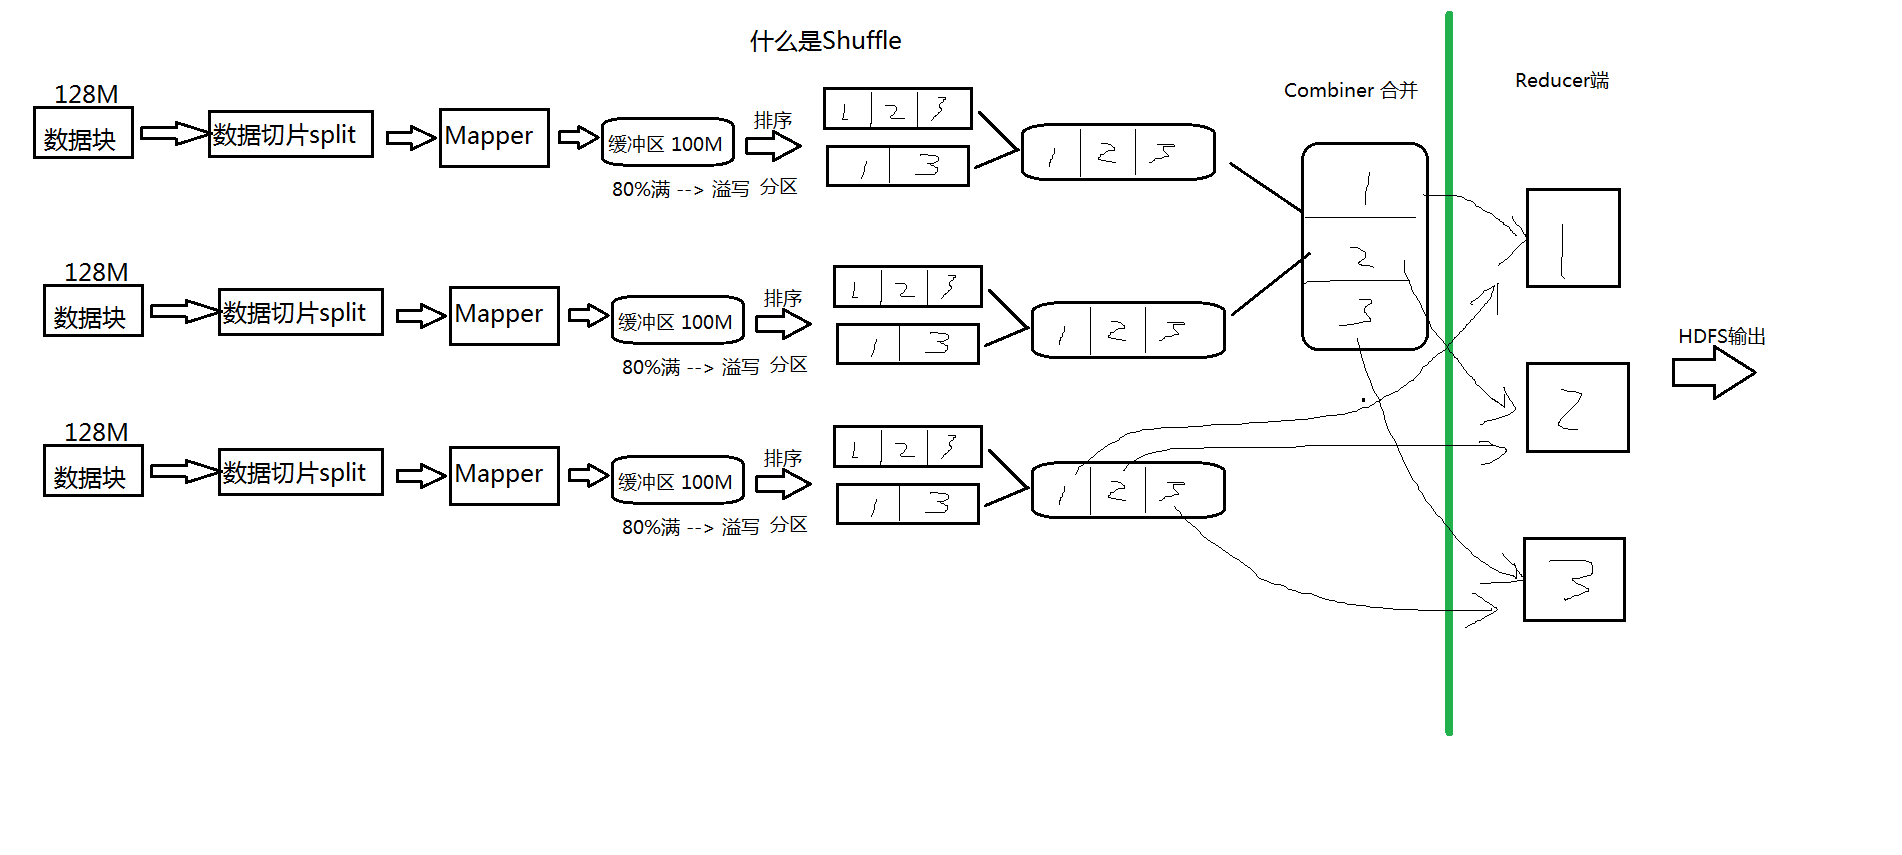 什么是Shuffle
Combiner 合并
Reducer端
128M
数据块
数据切片split
Mapper
缓冲区 100M
80%满 --> 溢写
排序
分区
1 2 3
1 3
1 2 3
128M
数据块
数据切片split
Mapper
缓冲区 100M
80%满 --> 溢写
排序
分区
1 2 3
1 3
1 2 3
128M
数据块
数据切片split
Mapper
缓冲区 100M
80%满 --> 溢写
排序
分区
1 2 3
1 3
1 2 3
1
2
3
1
2
3
HDFS输出